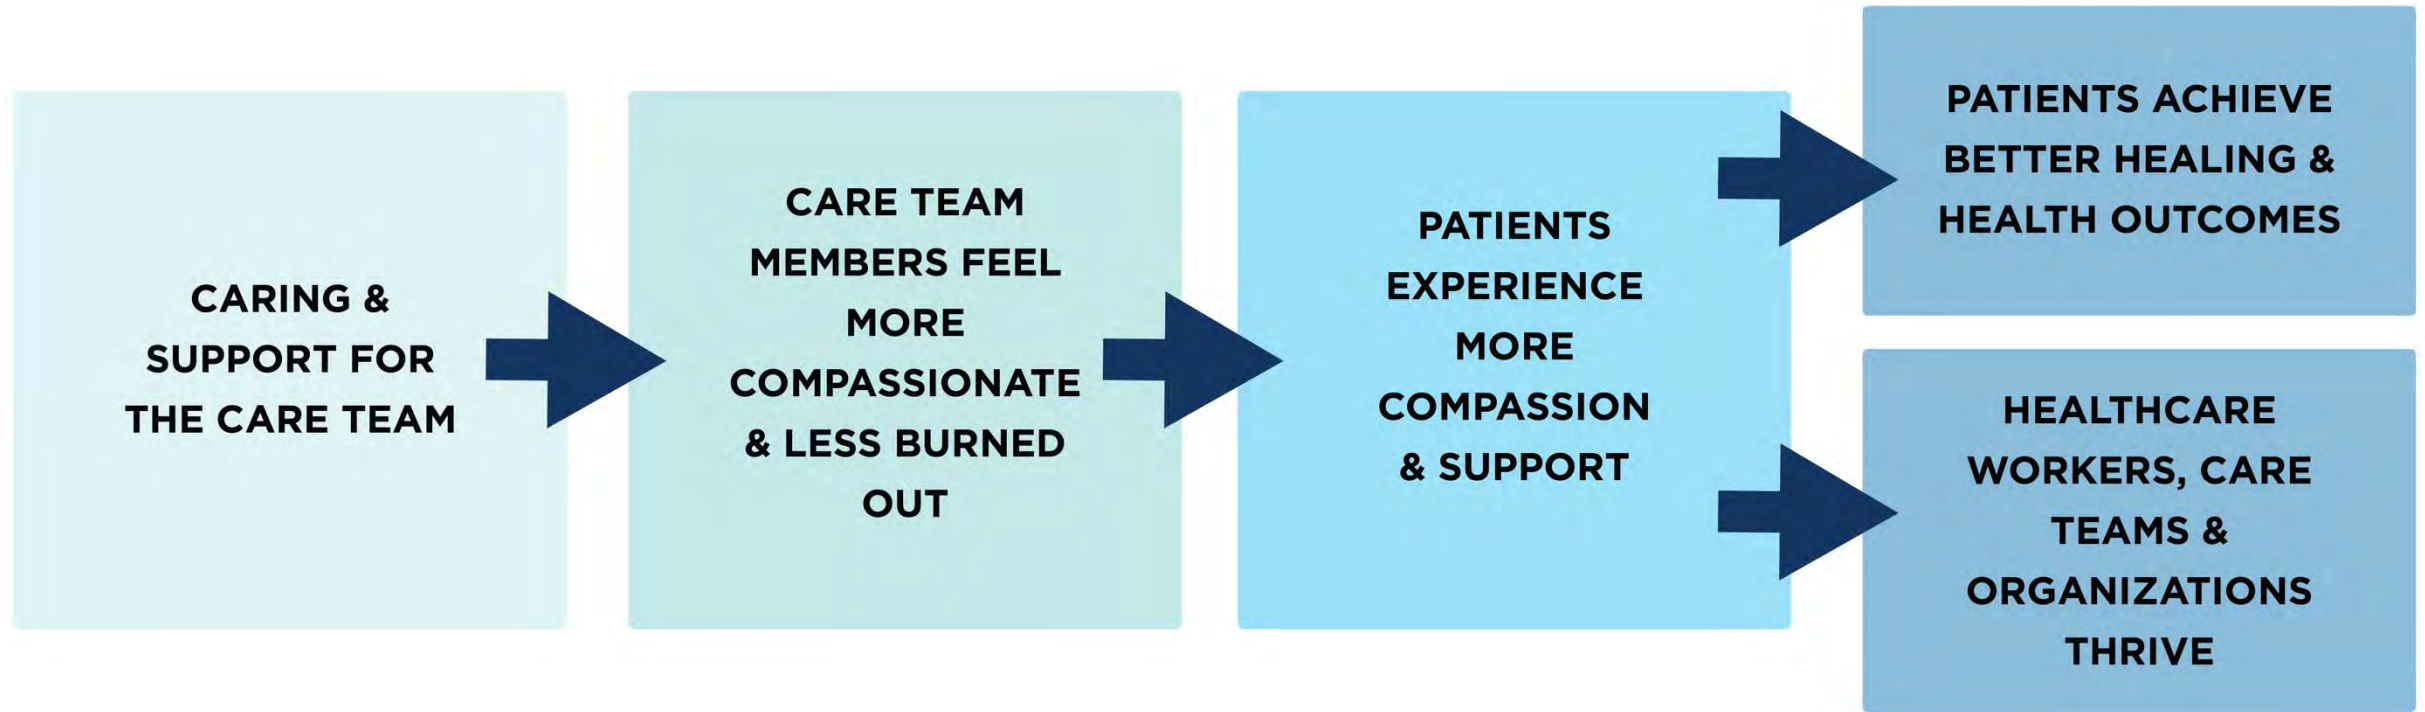 CARING &
SUPPORT FOR
THE CARE TEAM
CARE TEAM
MEMBERS FEEL
MORE
COMPASSIONATE
& LESS BURNED
OUT
PATIENTS
EXPERIENCE
MORE
COMPASSION
& SUPPORT
PATIENTS ACHIEVE
BETTER HEALING &
HEALTH OUTCOMES
HEALTHCARE
WORKERS, CARE
TEAMS &
ORGANIZATIONS
THRIVE